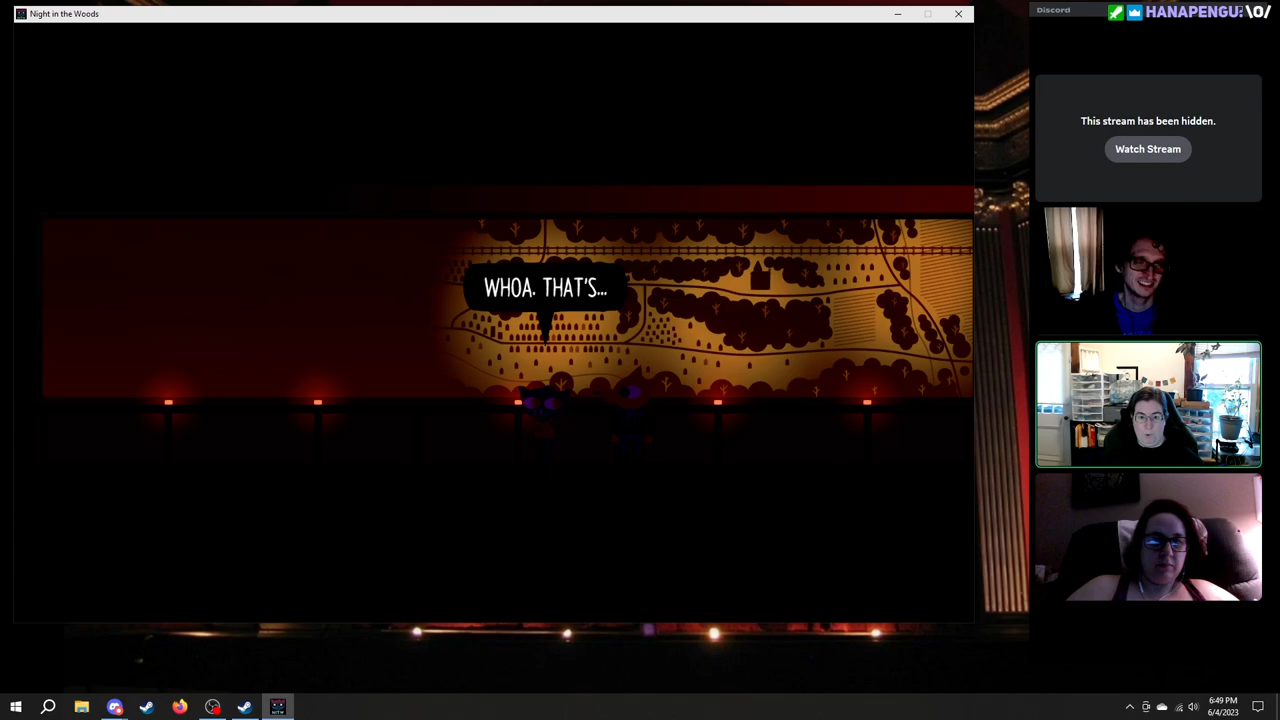 Night in the Woods
Discord
HANAPENGU! \O/
This stream has been hidden.
Watch Stream
WHOA. THAT'S...
6:49 PM
6/4/2023